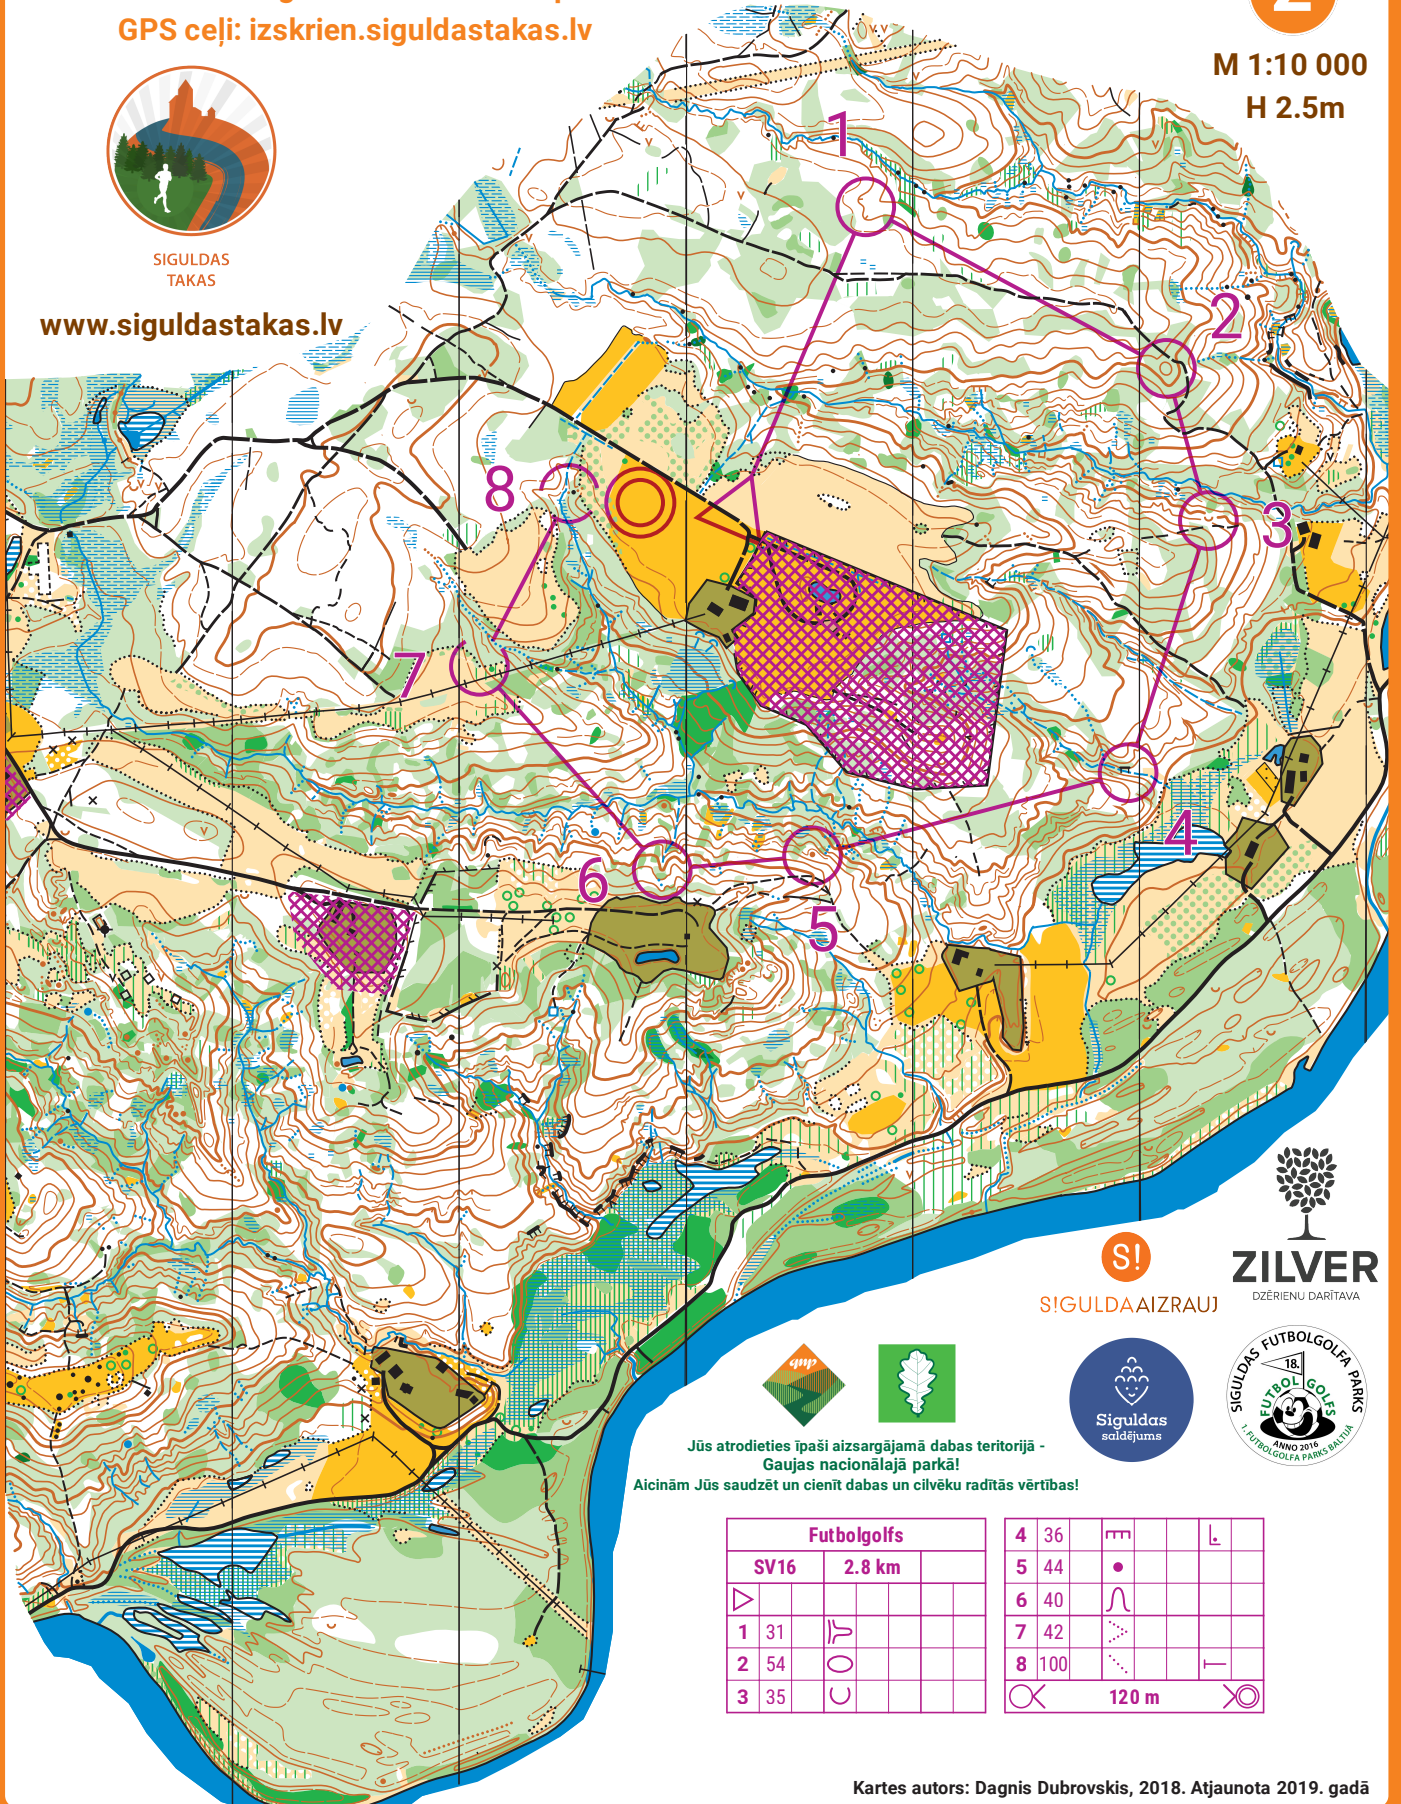 GPS ceļi: izskrien.siguldastakas.lv
M 1:10 000
H 2.5m
SIGULDAS
TAKAS
www.siguldastakas.lv
1
2
3
4
5
6
7
8
S!
S!GULDAAIZRAUJ
ZILVER
DZĒRIENU DARĪTAVA
gnp
Siguldas
saldējums
SIGULDAS FUTBOLGOLFA PARKS
18.
FUTBOL GOLFS
ANNO 2016
1. FUTBOLGOLFA PARKS BALTIJĀ
Jūs atrodieties īpaši aizsargājamā dabas teritorijā -
Gaujas nacionālajā parkā!
Aicinām Jūs saudzēt un cienīt dabas un cilvēku radītās vērtības!
Futbolgolfs
SV16 2.8 km
1 31
2 54
3 35
4 36
5 44
6 40
7 42
8 100
120 m
Kartes autors: Dagnis Dubrovskis, 2018. Atjaunota 2019. gadā